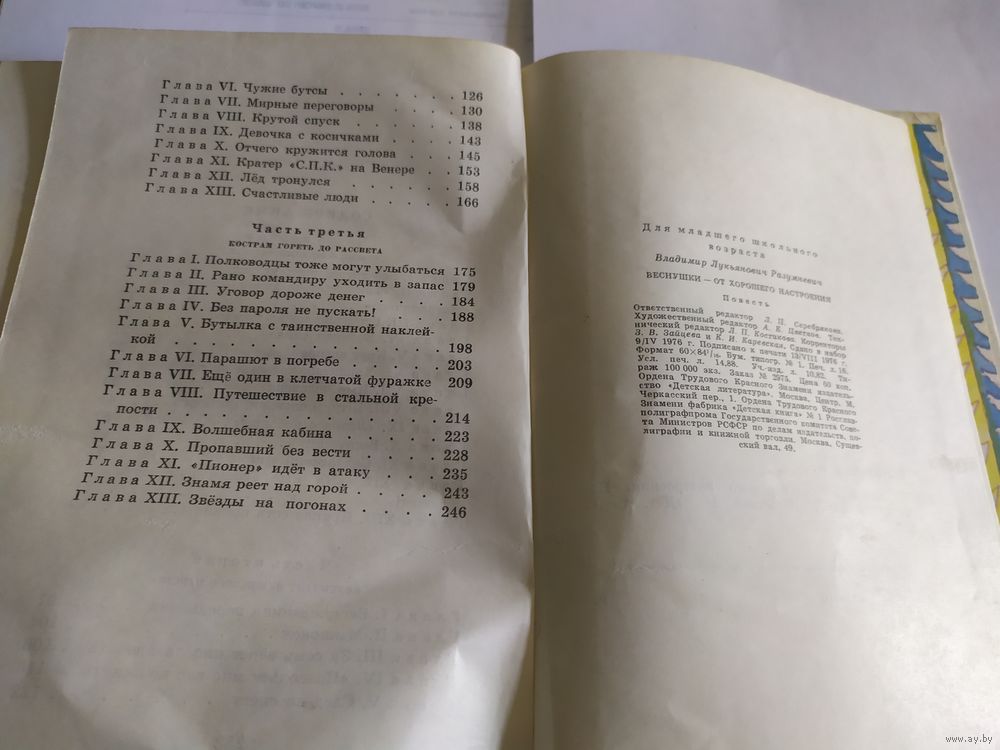 Глава VI. Чужие бутсы . . . . . . . 126
Глава VII. Мирные переговоры . . . . 130
Глава VIII. Крутой спуск . . . . . . 138
Глава IX. Девочка с косичками . . . . 143
Глава X. Отчего кружится голова . . . 145
Глава XI. Кратер «С.П.К.» на Венере . . 153
Глава XII. Лёд тронулся . . . . . . 158
Глава XIII. Счастливые люди . . . . . 166
Часть третья
КОСТРАМ ГОРЕТЬ ДО РАССВЕТА
Глава I. Полководцы тоже могут улыбаться 175
Глава II. Рано командиру уходить в запас 179
Глава III. Уговор дороже денег . . . . 184
Глава IV. Без пароля не пускать! . . . 188
Глава V. Бутылка с таинственной наклей-
кой . . . . . . . . . . . . 198
Глава VI. Парашют в погребе . . . . . 203
Глава VII. Ещё один в клетчатой фуражке 209
Глава VIII. Путешествие в стальной кре-
пости . . . . . . . . . . . 214
Глава IX. Волшебная кабина . . . . . 223
Глава X. Пропавший без вести . . . . 228
Глава XI. «Пионер» идёт в атаку . . . . 235
Глава XII. Знамя реет над горой . . . . 243
Глава XIII. Звёзды на погонах . . . . 246
Для младшего школьного
возраста
Владимир Лукьянович Разумневич
ВЕСНУШКИ — ОТ ХОРОШЕГО НАСТРОЕНИЯ
Повесть
Ответственный редактор Л. П. Серебрякова.
Художественный редактор А. Б. Тех-
нический редактор Л. П. Костикова. Корректоры
З. В. Зайцева и К. И. Каревская. Сдано в набор
9/IV 1976 г. Подписано к печати 13/VIII 1976 г.
Формат 60×84¹/₁₆. Бум. типогр. № 1. Печ. л. 16.
Усл. печ. л. 14.88. Уч.-изд. л. 10.82. Ти-
раж 100 000 экз. Заказ № 2975. Цена 60 коп.
Ордена Трудового Красного Знамени издатель-
ство «Детская литература». Москва, Центр, М.
Черкасский пер., 1. Ордена Трудового Красного
Знамени фабрика «Детская книга» № 1 Росглав-
полиграфпрома Государственного комитета Сове-
та Министров РСФСР по делам издательств, по-
лиграфии и книжной торговли. Москва, Сущев-
ский вал, 49.
www.ay.by